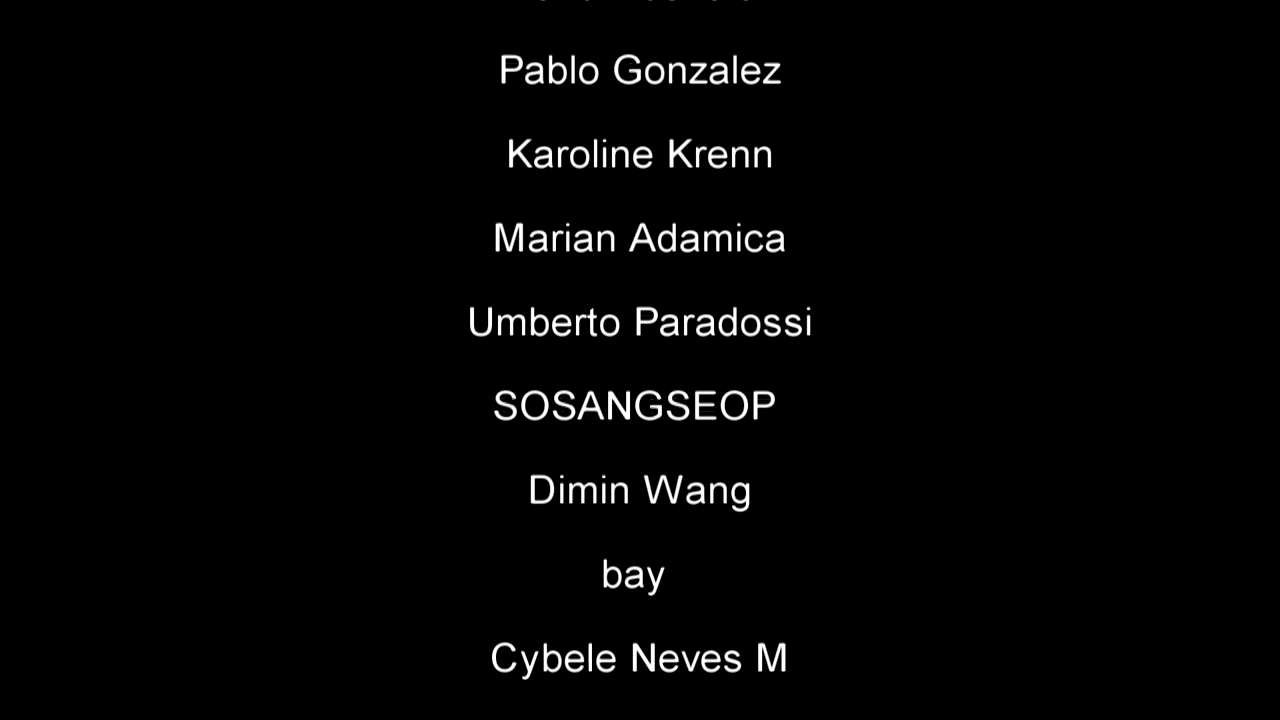 Pablo Gonzalez
Karoline Krenn
Marian Adamica
Umberto Paradossi
SOSANGSEOP
Dimin Wang
bay
Cybele Neves M